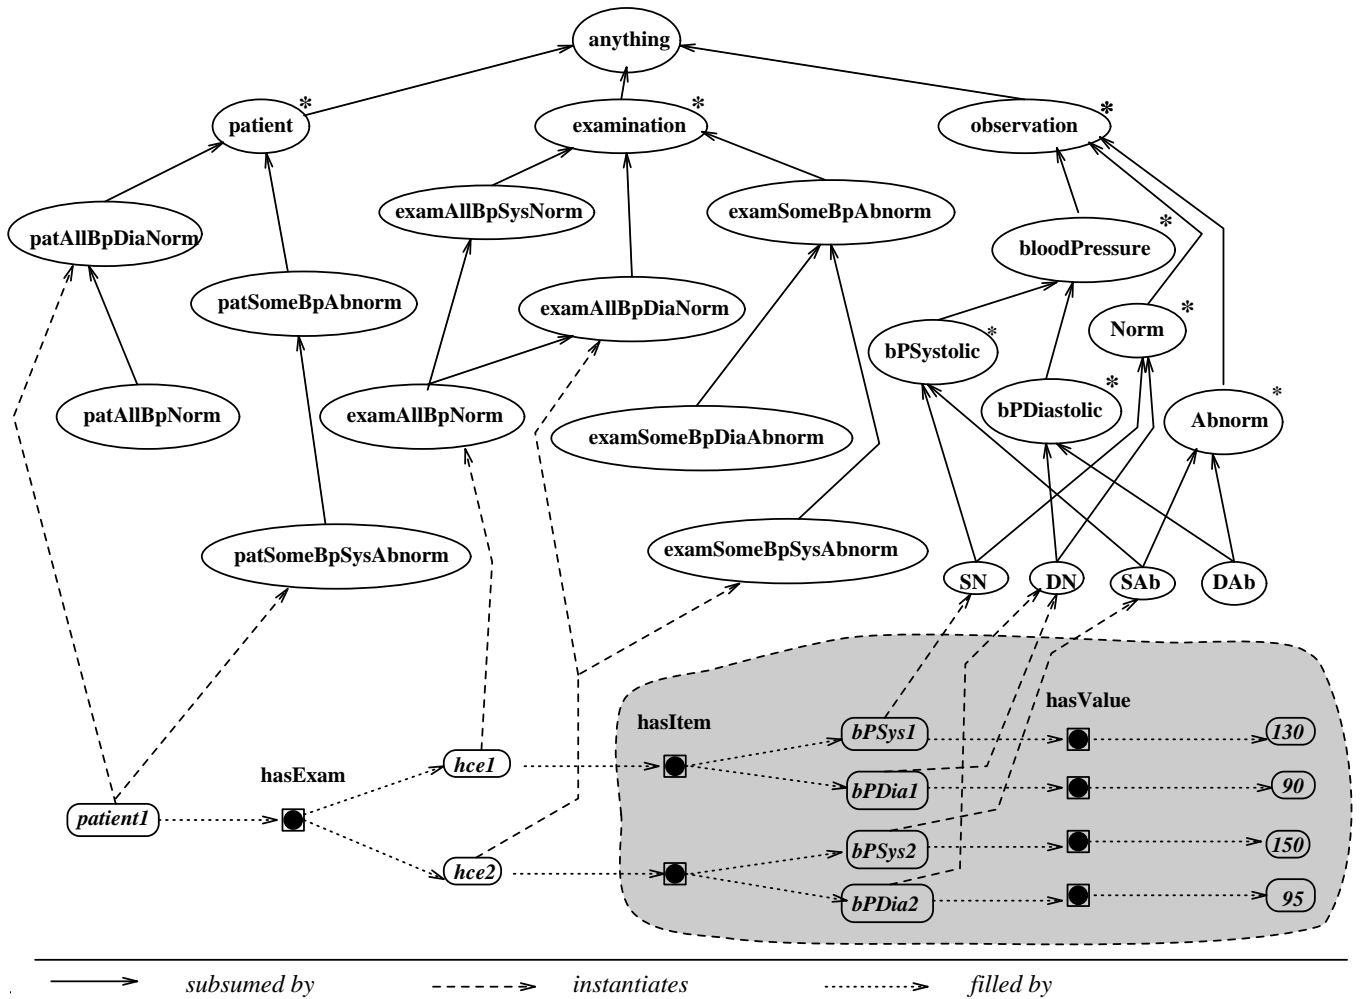 anything
patient *
examination *
observation *
patAllBpDiaNorm
examAllBpSysNorm
examSomeBpAbnorm
bloodPressure *
patSomeBpAbnorm
examAllBpDiaNorm
bPSystolic *
Norm *
patAllBpNorm
examAllBpNorm
examSomeBpDiaAbnorm
bPDiastolic *
Abnorm *
patSomeBpSysAbnorm
examSomeBpSysAbnorm
SN
DN
SAb
DAb
hasItem
hasValue
bPSys1
130
hasExam
hce1
bPDia1
90
patient1
bPSys2
150
hce2
bPDia2
95
subsumed by
instantiates
filled by